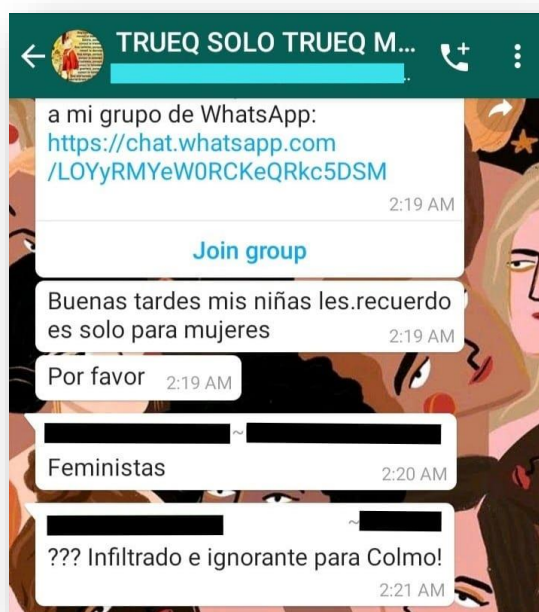 TRUEQ SOLO TRUEQ M...
a mi grupo de WhatsApp:
https://chat.whatsapp.com
/LOYyRMYeW0RCKeQRkc5DSM
2:19 AM
Join group
Buenas tardes mis niñas les.recuerdo
es solo para mujeres
2:19 AM
Por favor 2:19 AM
~
Feministas
2:20 AM
~
??? Infiltrado e ignorante para Colmo!
2:21 AM